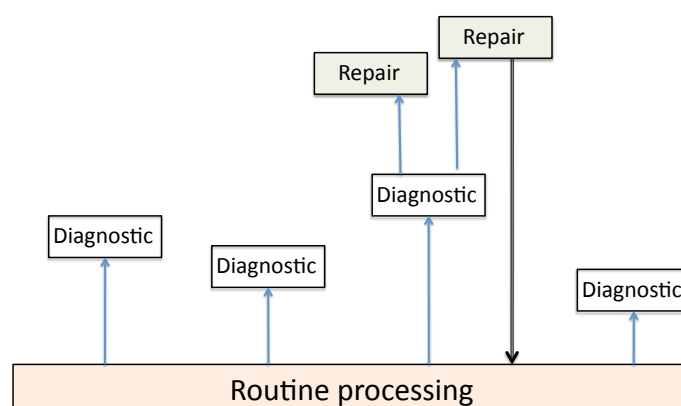 Repair
Repair
Diagnostic
Diagnostic
Diagnostic
Diagnostic
Routine processing